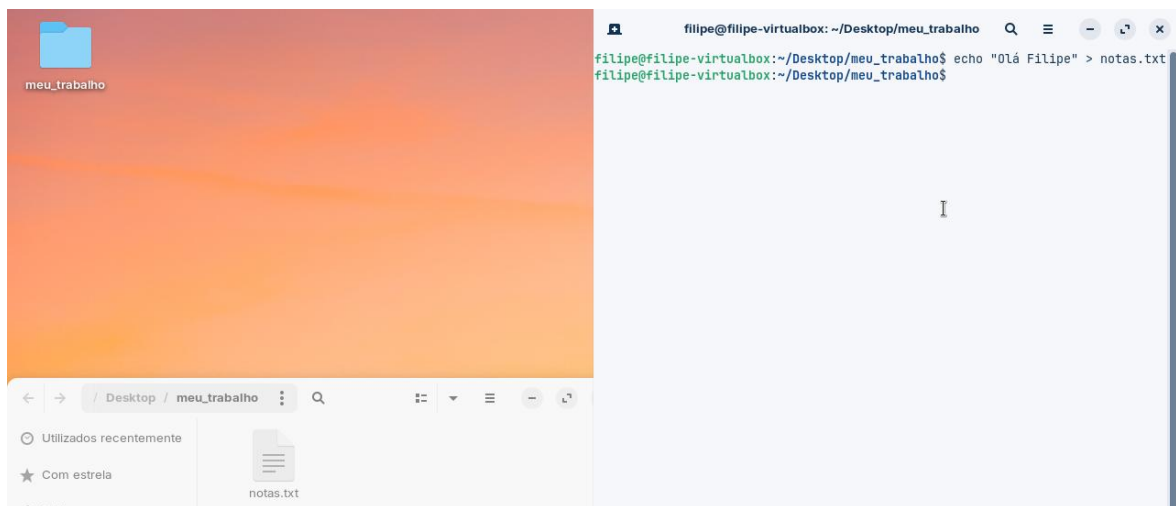 meu_trabalho
filipe@filipe-virtualbox: ~/Desktop/meu_trabalho
filipe@filipe-virtualbox:~/Desktop/meu_trabalho$ echo "Olá Filipe" > notas.txt
filipe@filipe-virtualbox:~/Desktop/meu_trabalho$
/ Desktop / meu_trabalho
Utilizados recentemente
Com estrela
notas.txt